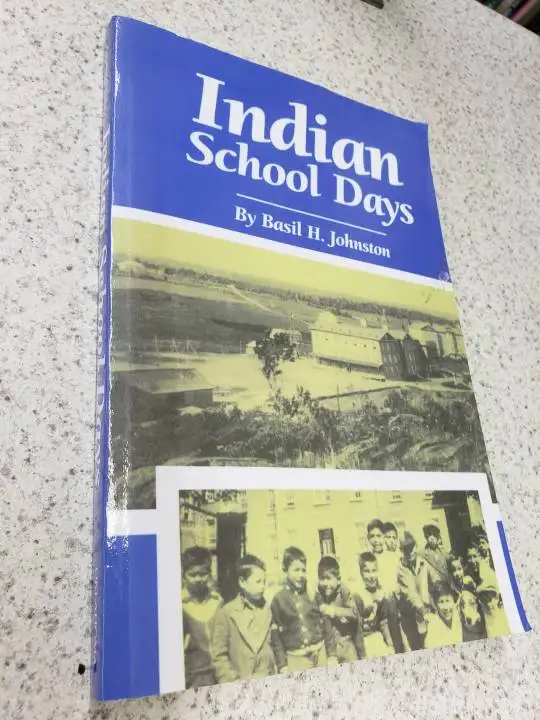 Indian
School Days
By Basil H. Johnston